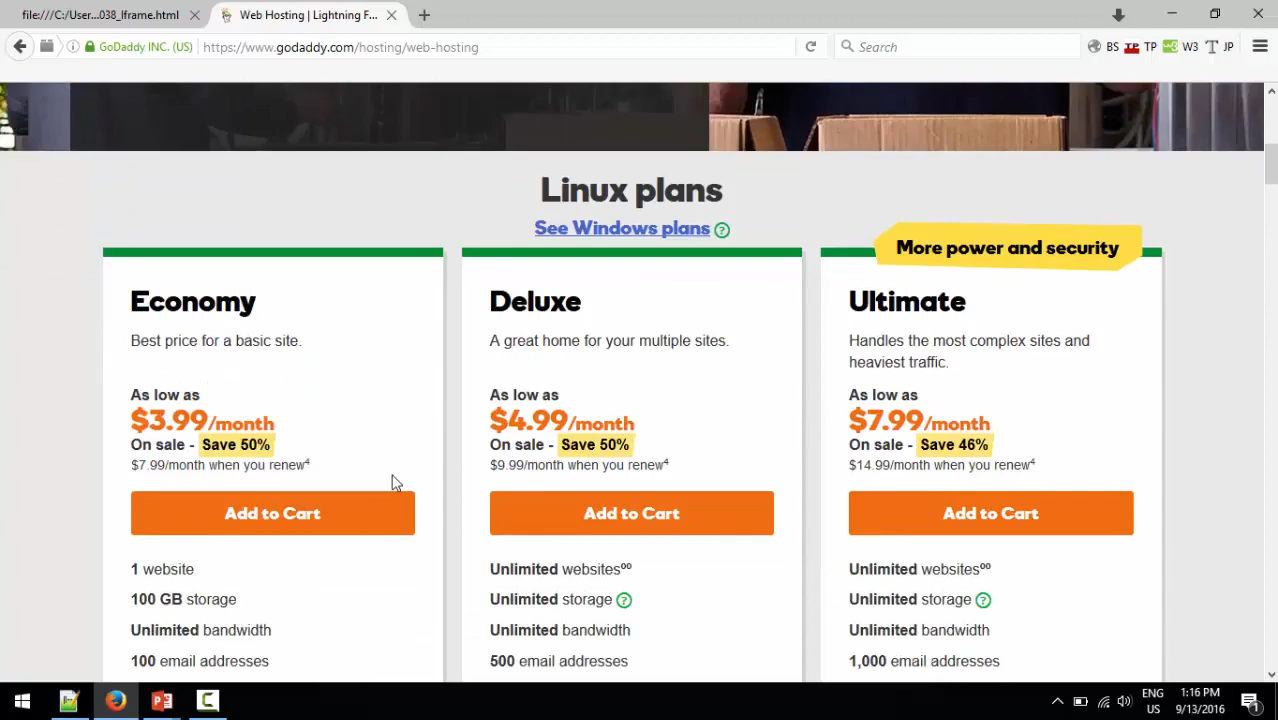 file:///C:/User...038_Iframe.html
Web Hosting | Lightning F...
GoDaddy INC. (US)
https://www.godaddy.com/hosting/web-hosting
Search
BS
TP
TP
W3
T
JP
Linux plans
See Windows plans ?
More power and security
Economy
Best price for a basic site.
As low as
$3.99/month
On sale - Save 50%
$7.99/month when you renew4
Add to Cart
1 website
100 GB storage
Unlimited bandwidth
100 email addresses
Deluxe
A great home for your multiple sites.
As low as
$4.99/month
On sale - Save 50%
$9.99/month when you renew4
Add to Cart
Unlimited websites∞
Unlimited storage ?
Unlimited bandwidth
500 email addresses
Ultimate
Handles the most complex sites and
heaviest traffic.
As low as
$7.99/month
On sale - Save 46%
$14.99/month when you renew4
Add to Cart
Unlimited websites∞
Unlimited storage ?
Unlimited bandwidth
1,000 email addresses
ENG
US
1:16 PM
9/13/2016
1